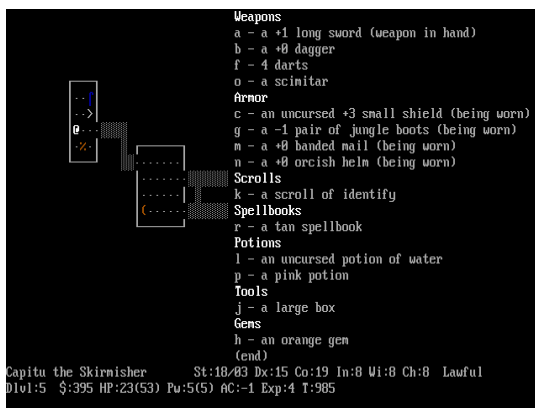 Weapons
a - a +1 long sword (weapon in hand)
b - a +0 dagger
f - 4 darts
o - a scimitar
Armor
c - an uncursed +3 small shield (being worn)
g - a -1 pair of jungle boots (being worn)
m - a +0 banded mail (being worn)
n - a +0 orcish helm (being worn)
Scrolls
k - a scroll of identify
Spellbooks
r - a tan spellbook
Potions
l - an uncursed potion of water
p - a pink potion
Tools
j - a large box
Gems
h - an orange gem
(end)
Capitu the Skirmisher St:18/03 Dx:15 Co:19 In:8 Wi:8 Ch:8 Lawful
Dlvl:5 $:395 HP:23(53) Pw:5(5) AC:-1 Exp:4 T:985